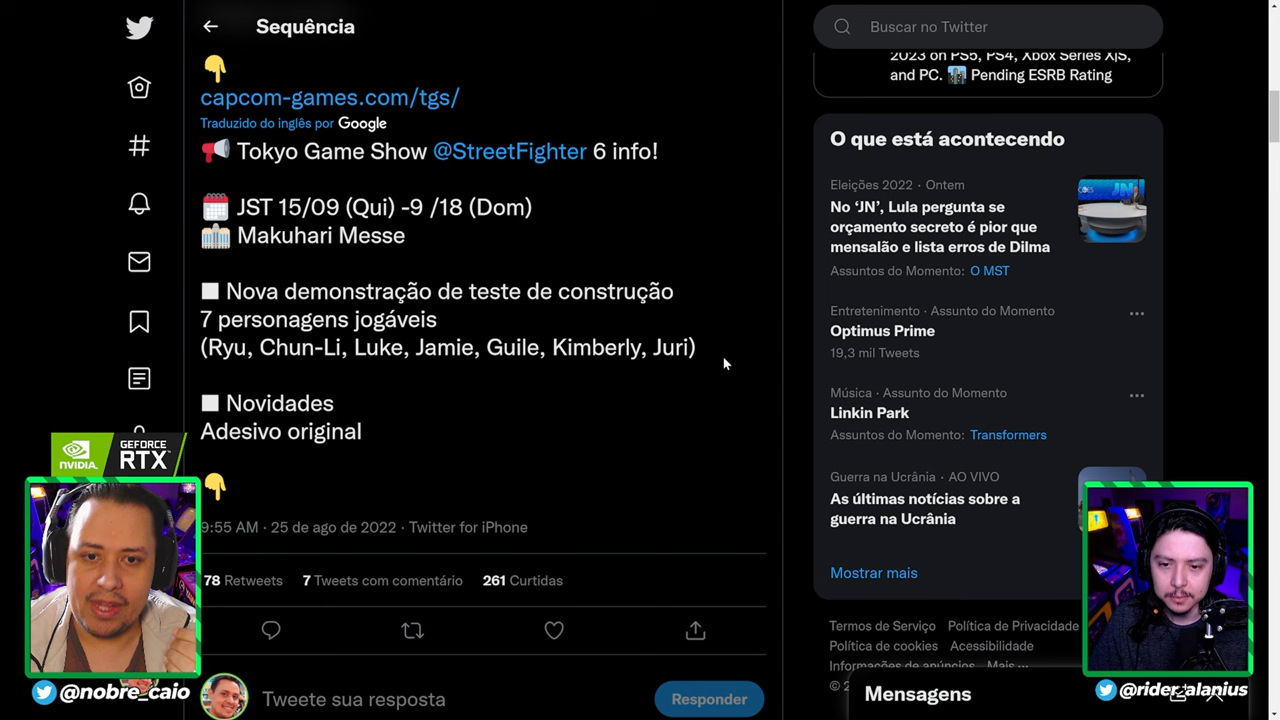 Sequência
Buscar no Twitter
capcom-games.com/tgs/
Traduzido do inglês por Google
Tokyo Game Show @StreetFighter 6 info!
JST 15/09 (Qui) -9 /18 (Dom)
Makuhari Messe
Nova demonstração de teste de construção
7 personagens jogáveis
(Ryu, Chun-Li, Luke, Jamie, Guile, Kimberly, Juri)
Novidades
Adesivo original
9:55 AM · 25 de ago de 2022 · Twitter for iPhone
78 Retweets 7 Tweets com comentário 261 Curtidas
Tweete sua resposta
Responder
2023 on PS5, PS4, Xbox Series X|S,
and PC. Pending ESRB Rating
O que está acontecendo
Eleições 2022 · Ontem
No ‘JN’, Lula pergunta se
orçamento secreto é pior que
mensalão e lista erros de Dilma
Assuntos do Momento: O MST
JN
Entretenimento · Assunto do Momento
Optimus Prime
19,3 mil Tweets
Música · Assunto do Momento
Linkin Park
Assuntos do Momento: Transformers
Guerra na Ucrânia · AO VIVO
As últimas notícias sobre a
guerra na Ucrânia
Mostrar mais
Termos de Serviço Política de Privacidade
Política de cookies Acessibilidade
Informações de anúncios Mais ...
Mensagens
NVIDIA.
GEFORCE
RTX
@nobre_caio
@rider_alanius